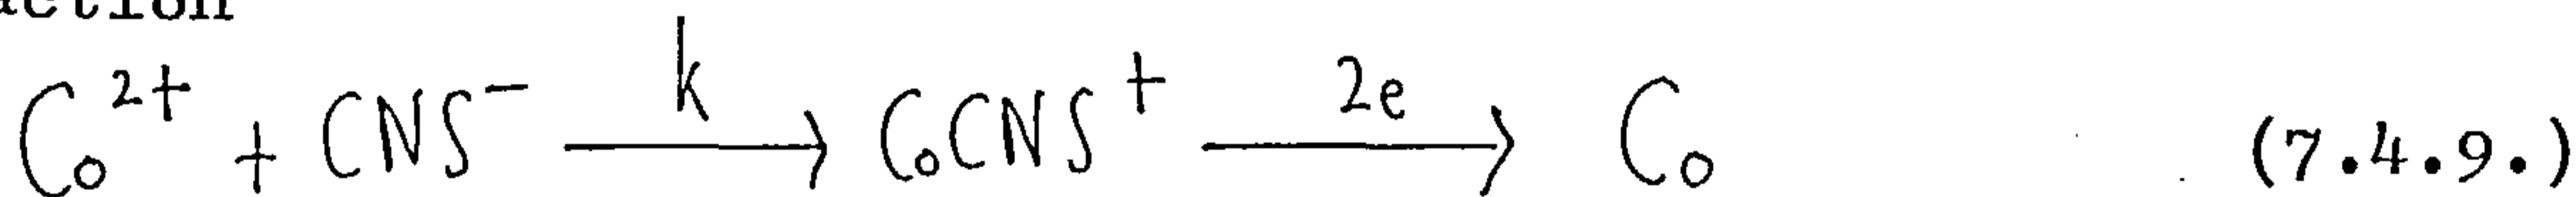 Co²⁺ + CNS⁻ —k→ CoCNS⁺ —2e→ Co (7.4.9.)